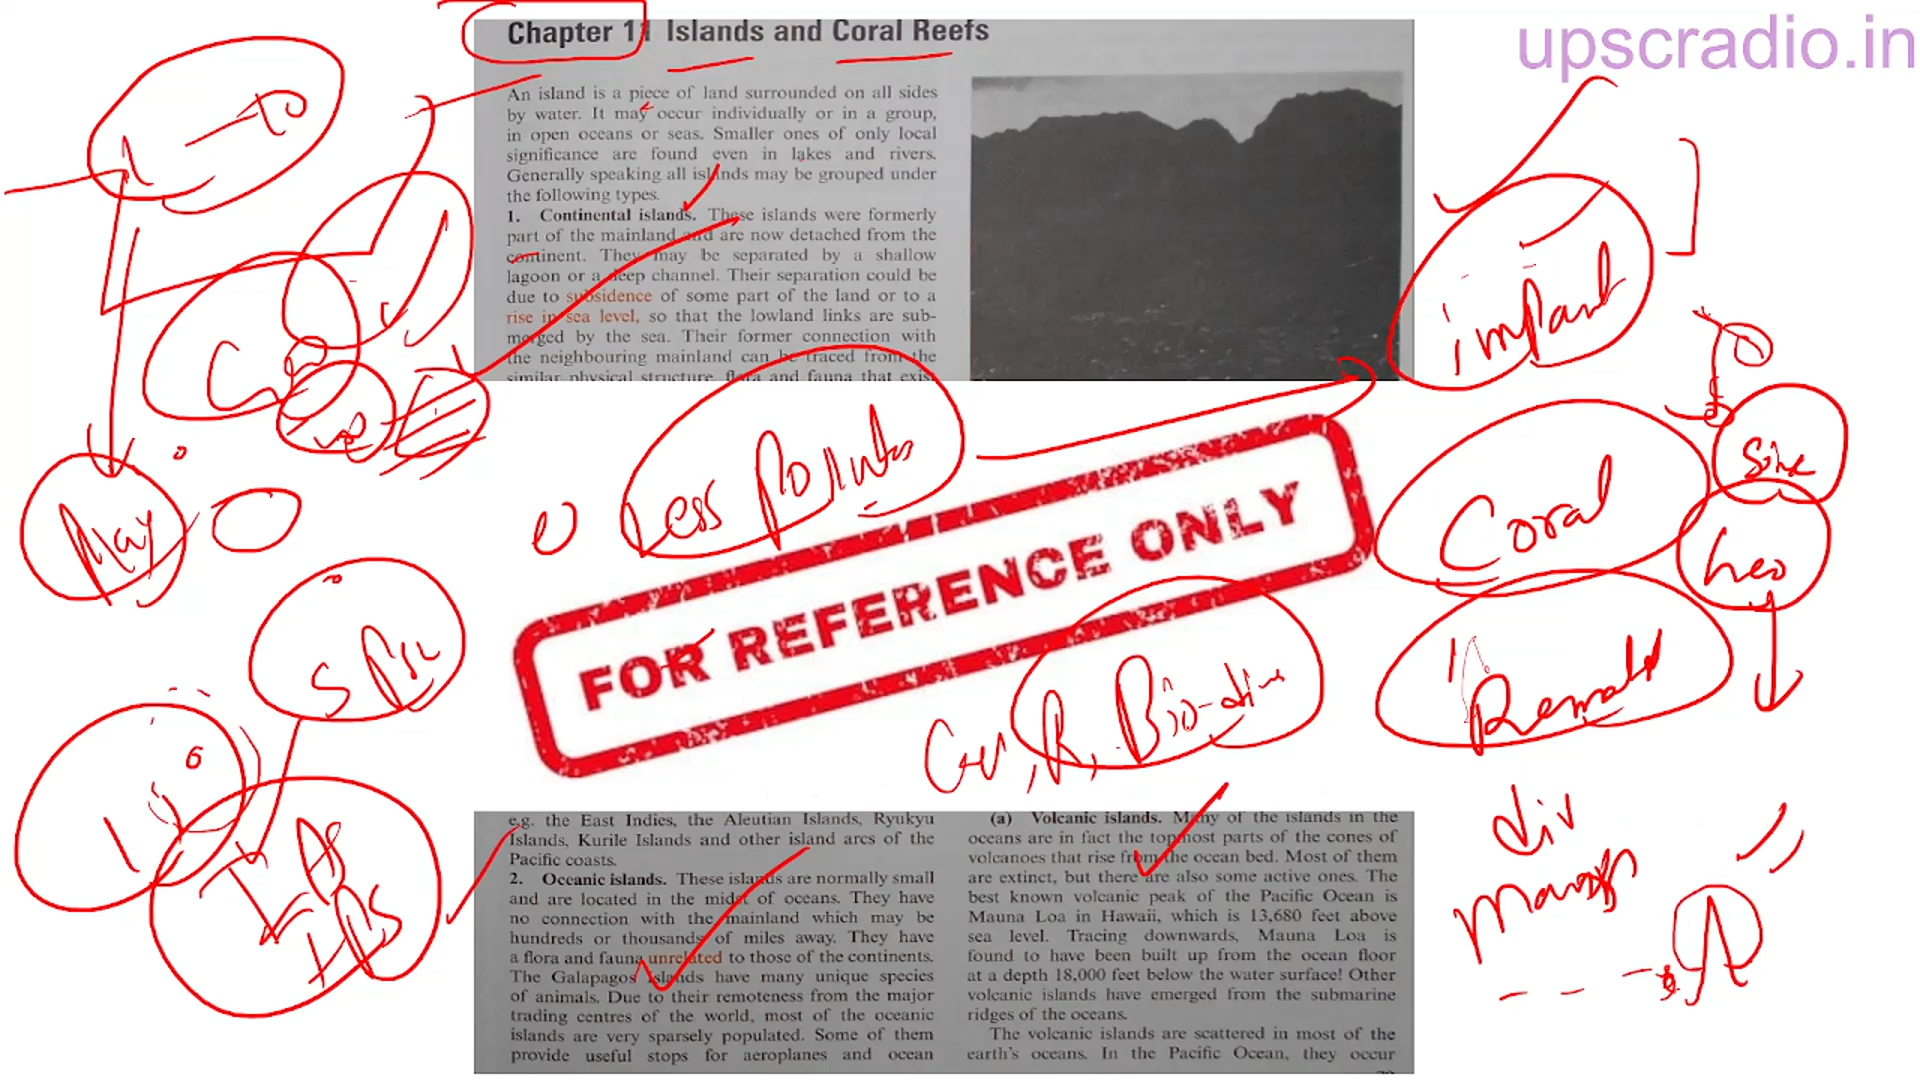 Chapter 11 Islands and Coral Reefs
upscradio.in
An island is a piece of land surrounded on all sides
by water. It may occur individually or in a group,
in open oceans or seas. Smaller ones of only local
significance are found even in lakes and rivers.
Generally speaking all islands may be grouped under
the following types.
1. Continental islands. These islands were formerly
part of the mainland and are now detached from the
continent. They may be separated by a shallow
lagoon or a deep channel. Their separation could be
due to subsidence of some part of the land or to a
rise in sea level, so that the lowland links are sub-
merged by the sea. Their former connection with
the neighbouring mainland can be traced from the
similar physical structure, flora and fauna that exist
May
Less
Coral
FOR REFERENCE ONLY
e.g. the East Indies, the Aleutian Islands, Ryukyu
Islands, Kurile Islands and other island arcs of the
Pacific coasts.
2. Oceanic islands. These islands are normally small
and are located in the midst of oceans. They have
no connection with the mainland which may be
hundreds or thousands of miles away. They have
a flora and fauna unrelated to those of the continents.
The Galapagos Islands have many unique species
of animals. Due to their remoteness from the major
trading centres of the world, most of the oceanic
islands are very sparsely populated. Some of them
provide useful stops for aeroplanes and ocean
(a) Volcanic islands. Many of the islands in the
oceans are in fact the topmost parts of the cones of
volcanoes that rise from the ocean bed. Most of them
are extinct, but there are also some active ones. The
best known volcanic peak of the Pacific Ocean is
Mauna Loa in Hawaii, which is 13,680 feet above
sea level. Tracing downwards, Mauna Loa is
found to have been built up from the ocean floor
at a depth 18,000 feet below the water surface! Other
volcanic islands have emerged from the submarine
ridges of the oceans.
The volcanic islands are scattered in most of the
earth's oceans. In the Pacific Ocean, they occur